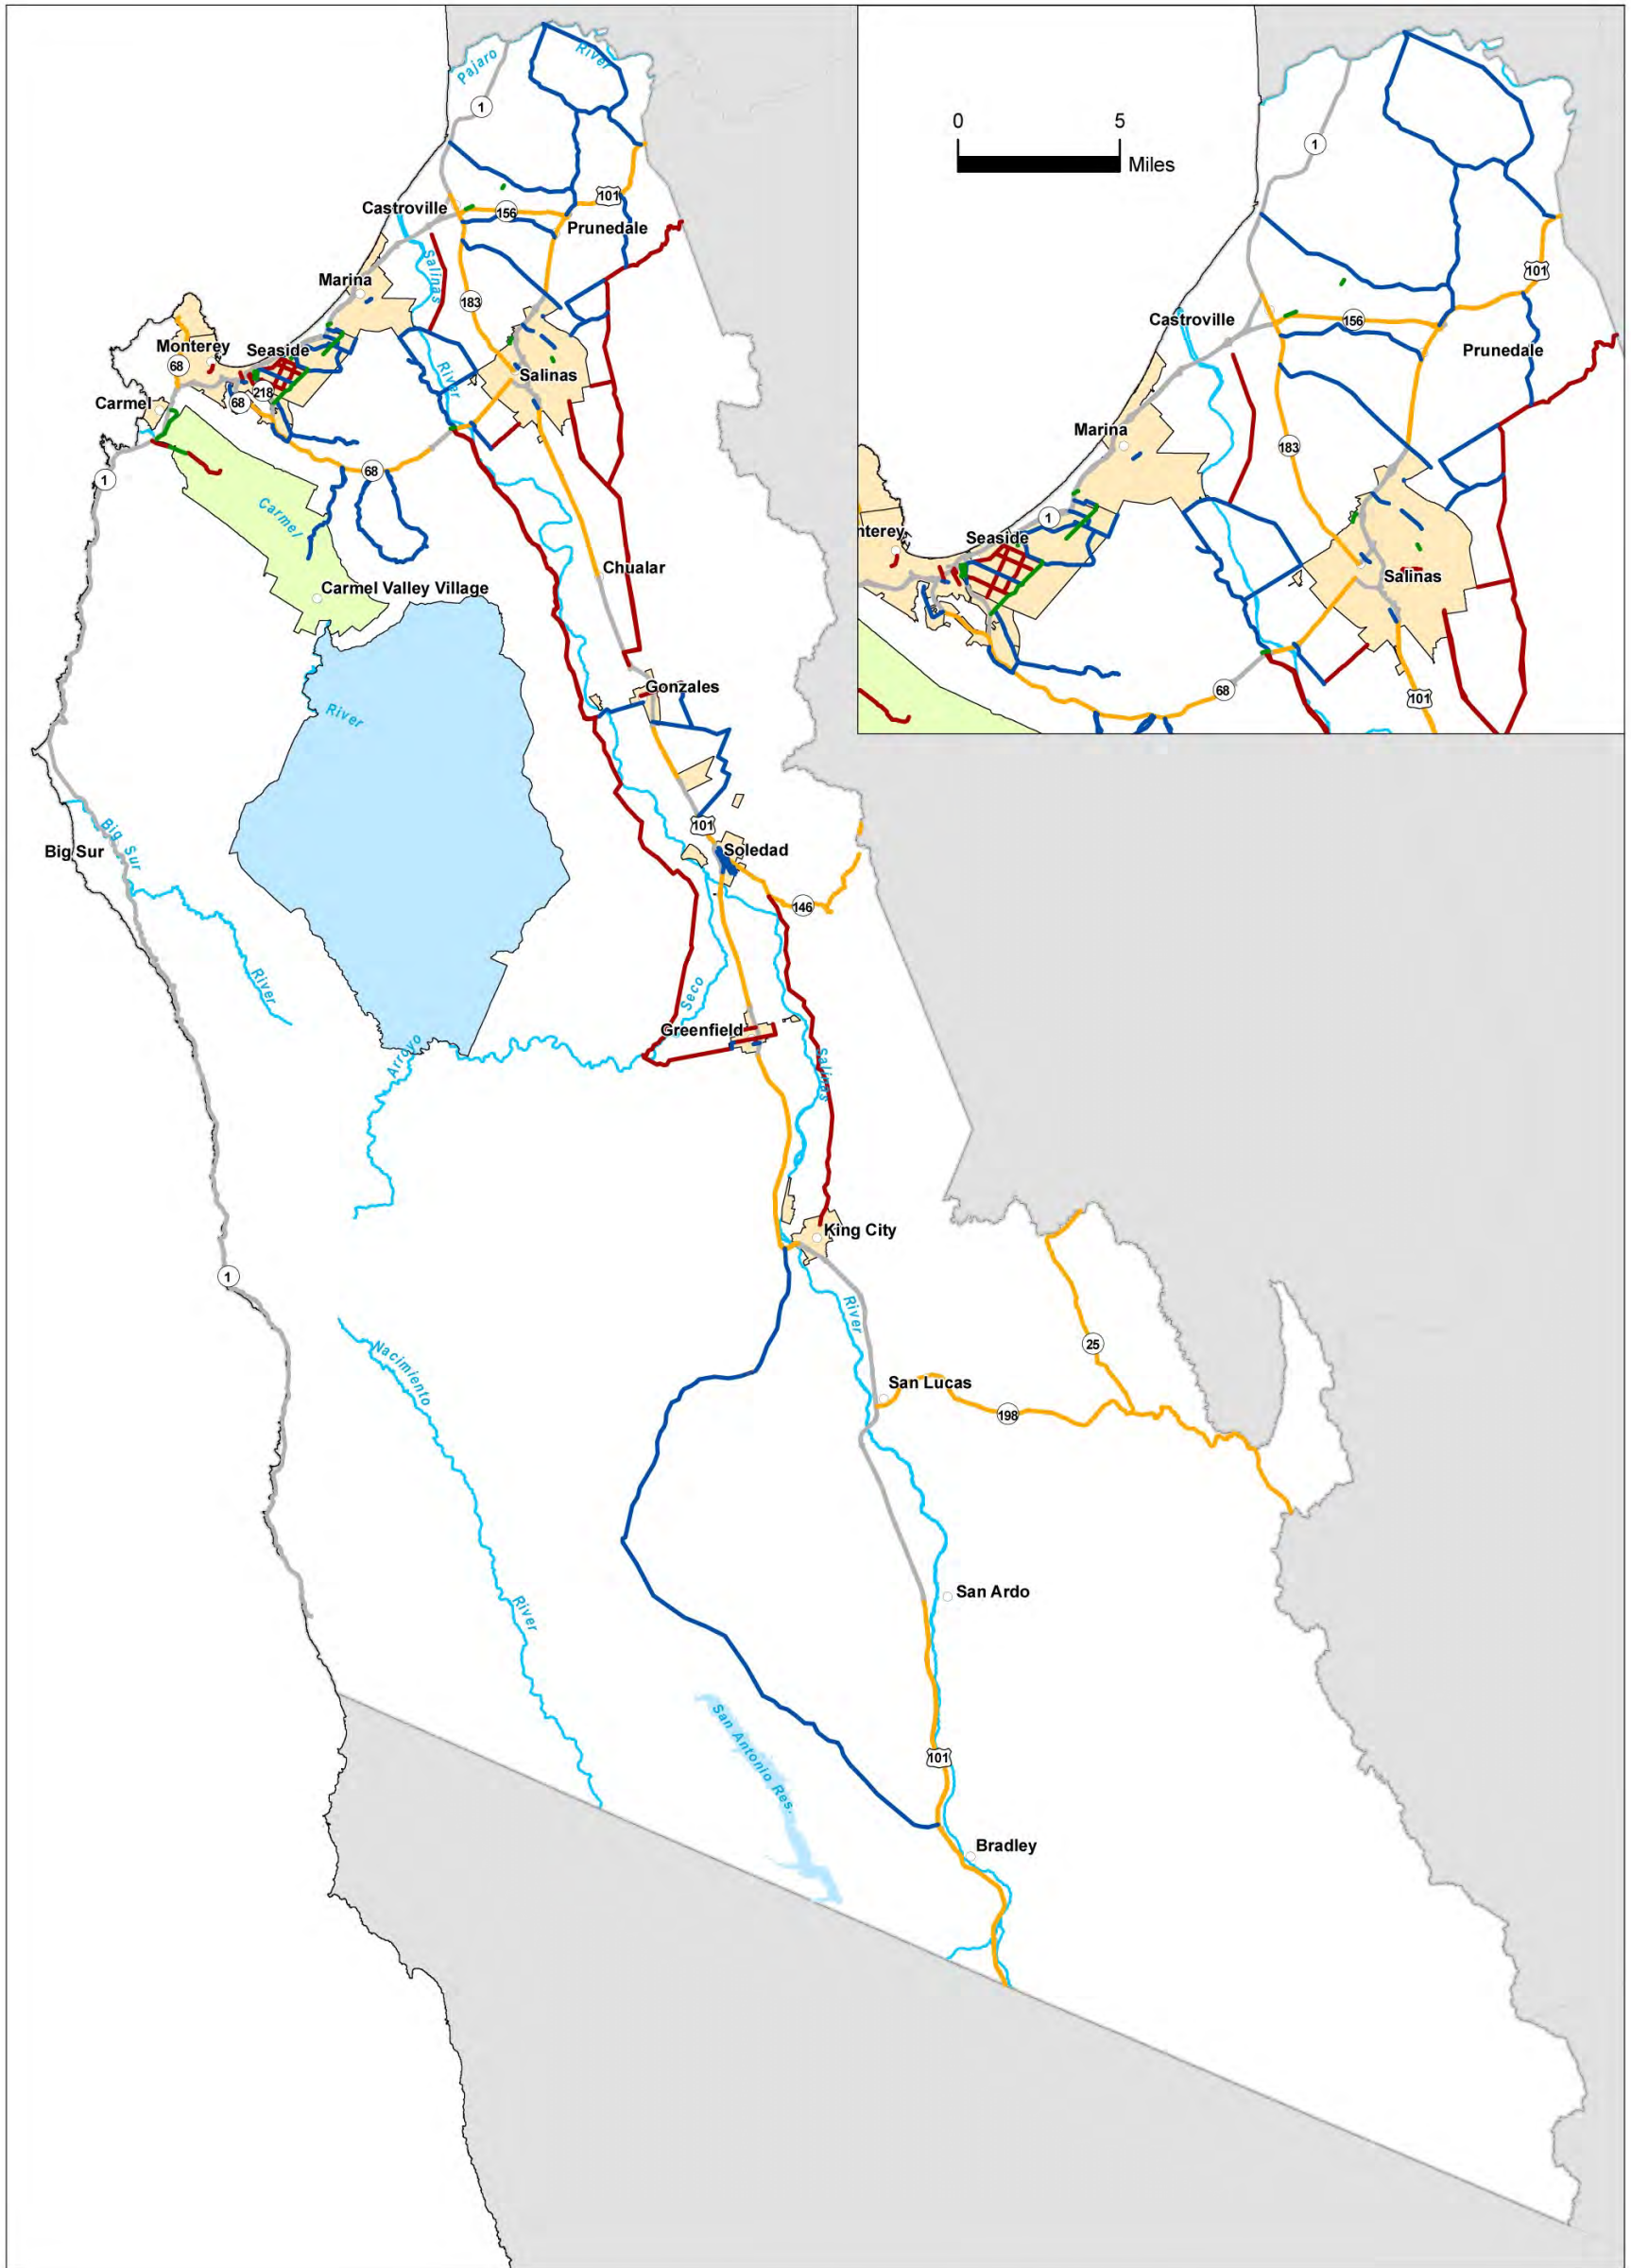 Pajaro
River
1
0
5
Miles
Castroville
156
101
Prunedale
Salinas
Marina
183
Monterey
Seaside
68
218
68
Salinas
River
Carmel
68
1
Carmel
Chualar
Carmel Valley Village
Gonzales
River
101
Big Sur
Big Sur
Soledad
146
River
Seco
Greenfield
Arroyo
Salinas
King City
1
River
25
Nacimiento
San Lucas
198
River
San Ardo
San Antonio Res.
101
Bradley
1
101
Castroville
156
Prunedale
Marina
183
1
nterey
Seaside
Salinas
68
101